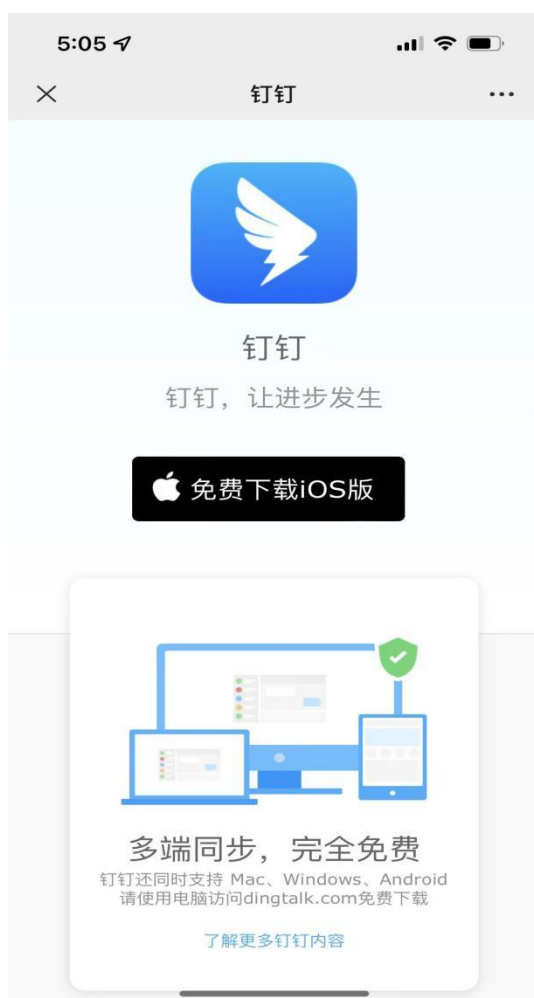 5:05
钉钉
钉钉
钉钉，让进步发生
免费下载iOS版
多端同步，完全免费
钉钉还同时支持 Mac、Windows、Android
请使用电脑访问dingtalk.com免费下载
了解更多钉钉内容